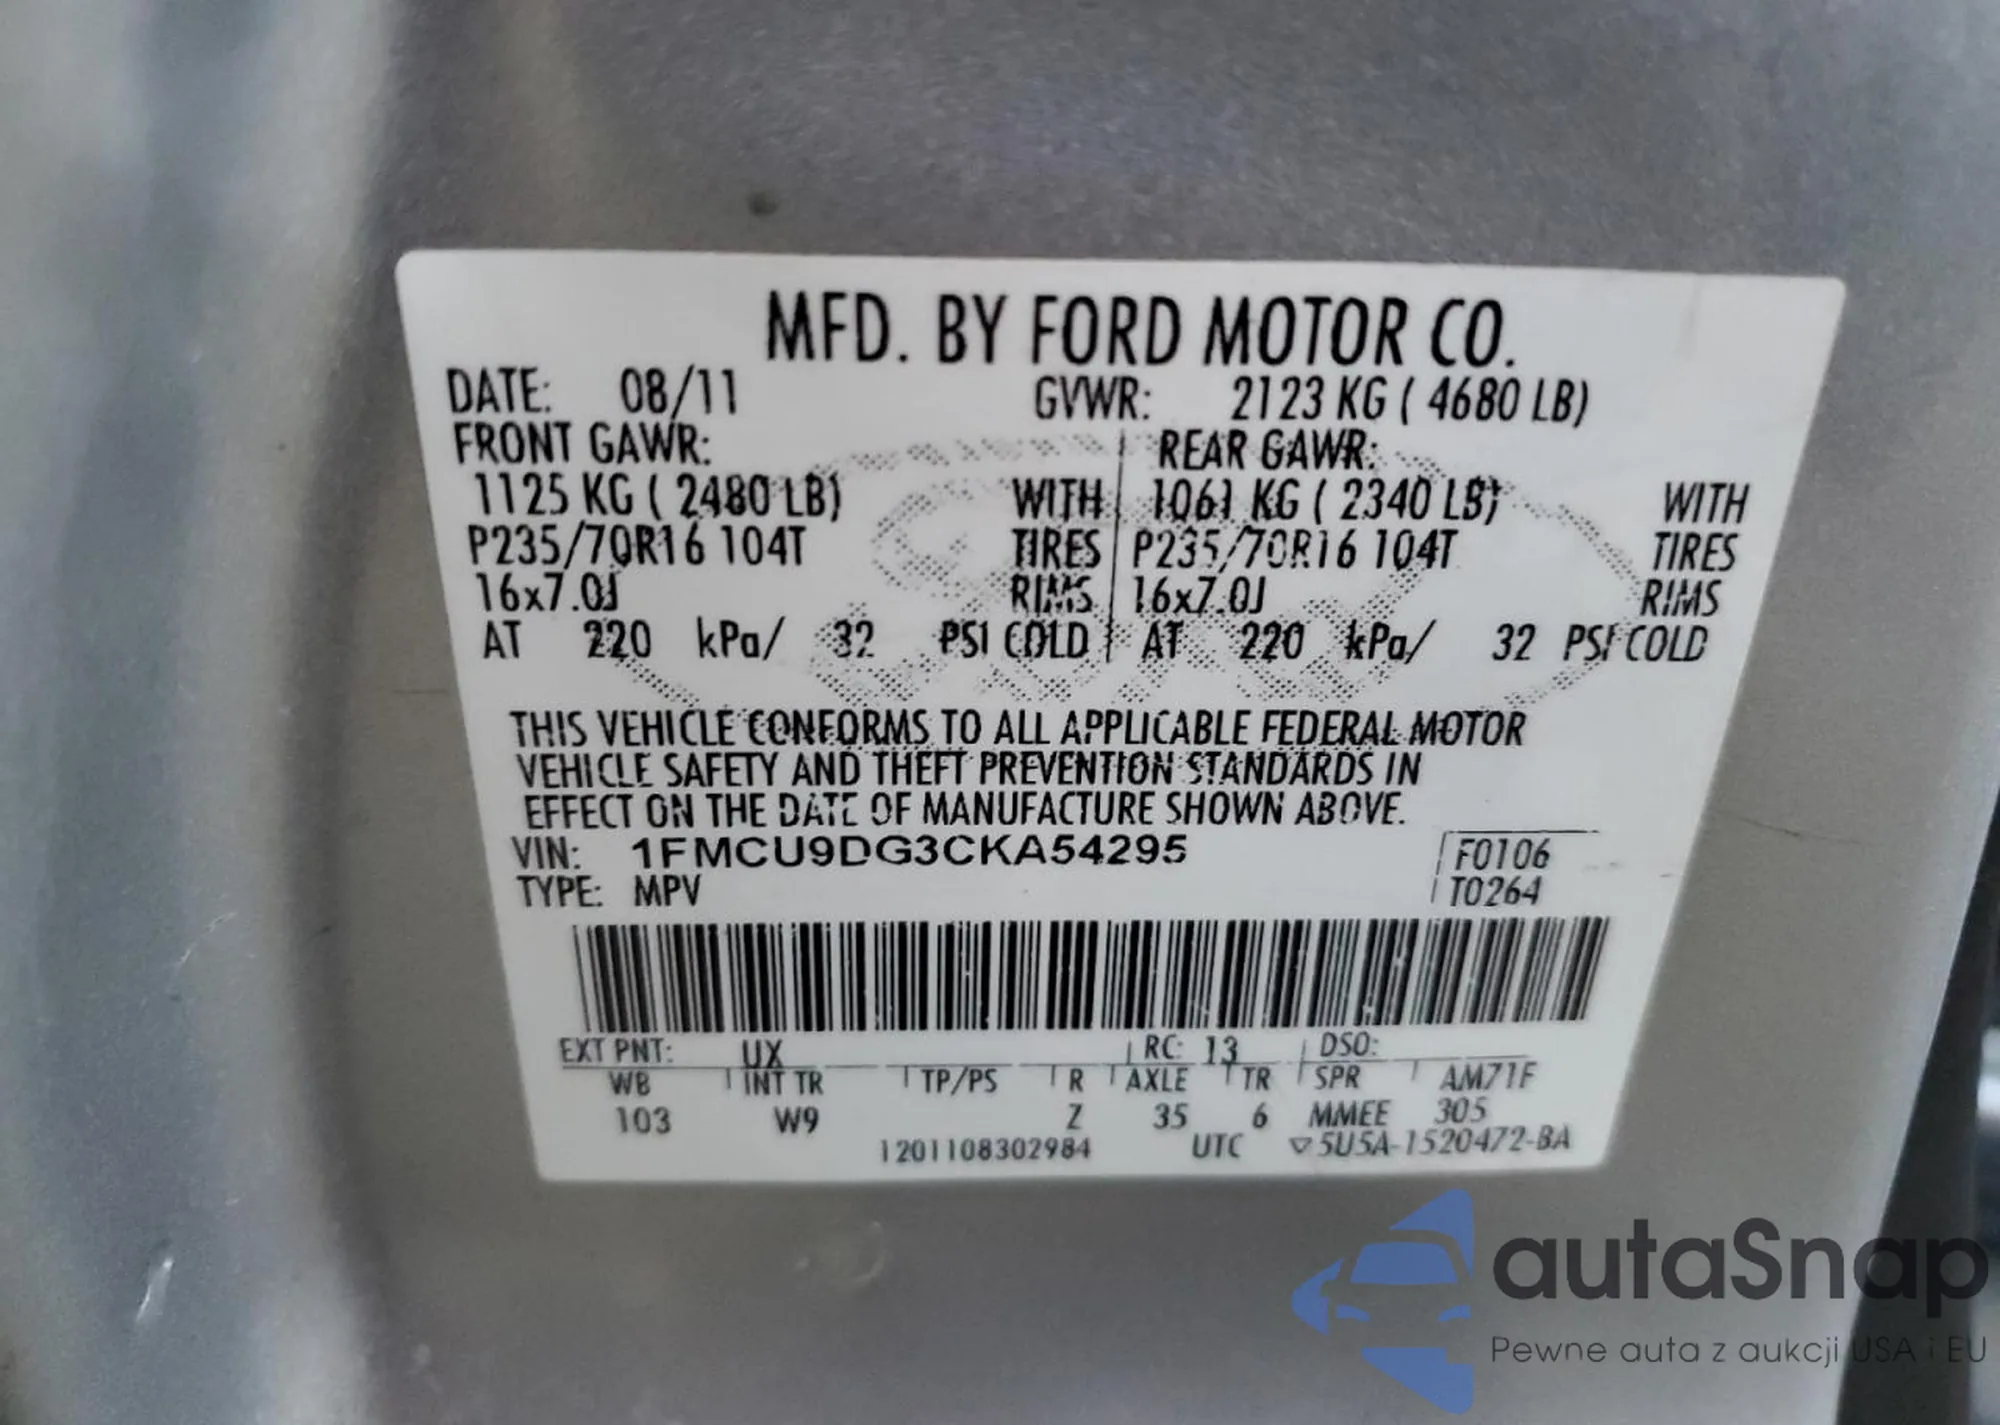 MFD. BY FORD MOTOR CO.
DATE: 08/11 GVWR: 2123 KG ( 4680 LB)
FRONT GAWR: REAR GAWR:
1125 KG ( 2480 LB) WITH 1061 KG ( 2340 LB) WITH
P235/70R16 104T TIRES P235/70R16 104T TIRES
16x7.0J RIMS 16x7.0J RIMS
AT 220 kPa/ 32 PSI COLD AT 220 kPa/ 32 PSI COLD
THIS VEHICLE CONFORMS TO ALL APPLICABLE FEDERAL MOTOR
VEHICLE SAFETY AND THEFT PREVENTION STANDARDS IN
EFFECT ON THE DATE OF MANUFACTURE SHOWN ABOVE.
VIN: 1FMCU9DG3CKA54295 F0106
TYPE: MPV T0264
EXT PNT: UX RC: 13 DSO:
WB INT TR TP/PS R AXLE TR SPR AM71F
103 W9 Z 35 6 MMEE 305
1201108302984 UTC ▽5U5A-1520472-BA
autaSnap
Pewne auta z aukcji USA i EU